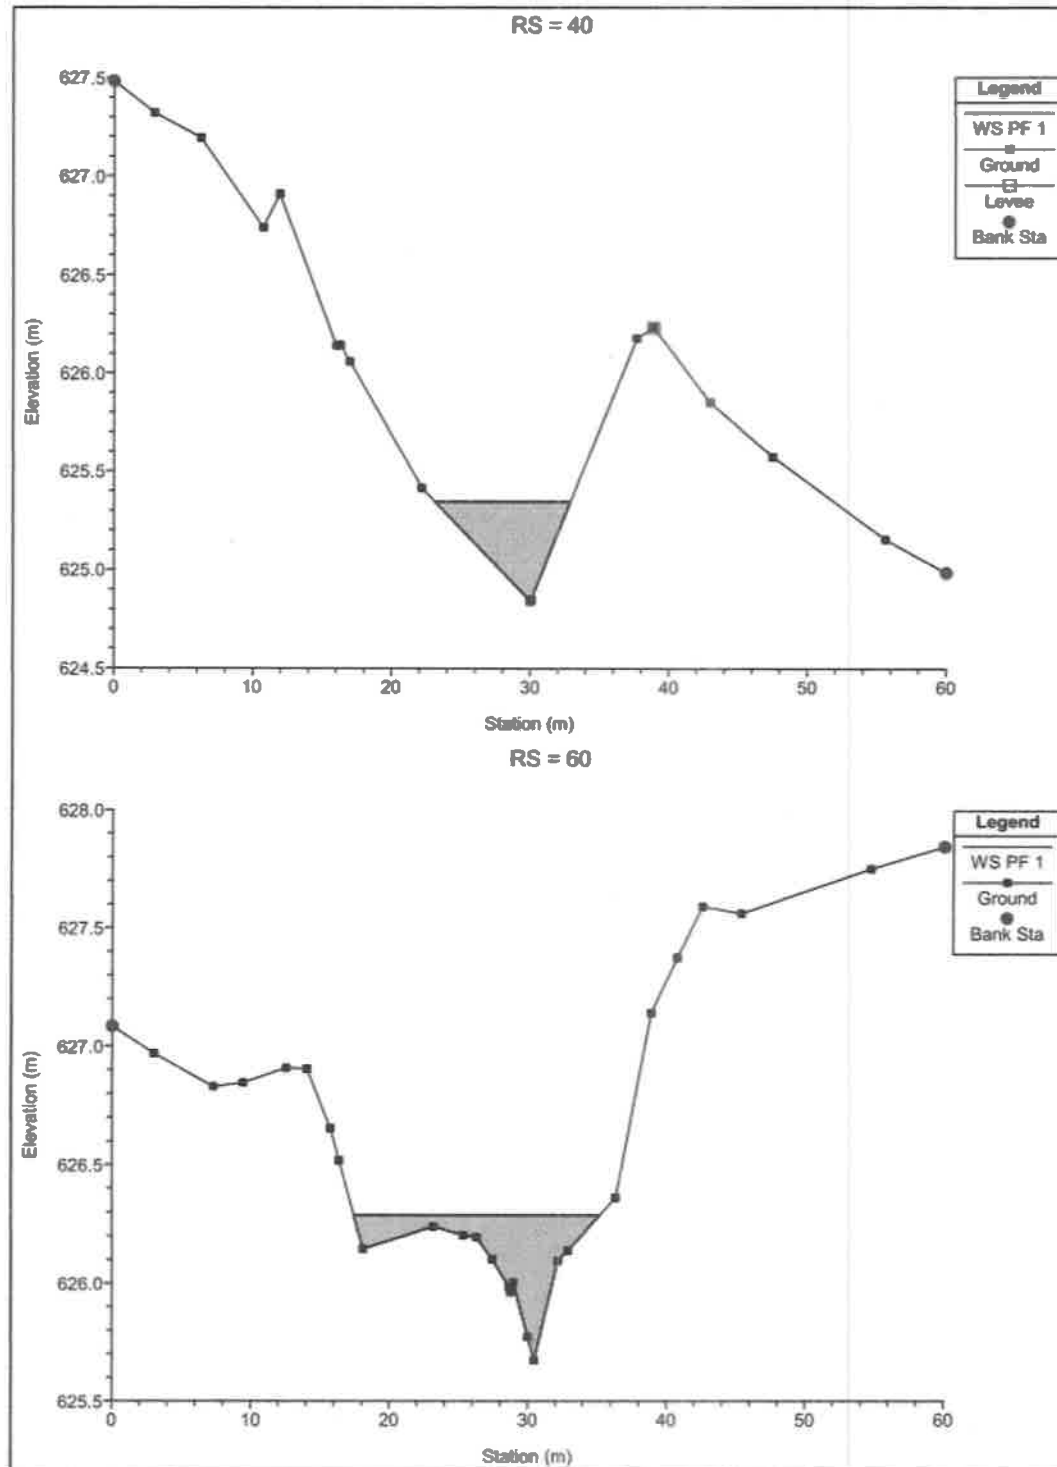 RS = 40
627.5
627.0
626.5
626.0
625.5
625.0
624.5
Elevation (m)
0
10
20
30
40
50
60
Station (m)
Legend
WS PF 1
Ground
Levee
Bank Sta
RS = 60
628.0
627.5
627.0
626.5
626.0
625.5
Elevation (m)
0
10
20
30
40
50
60
Station (m)
Legend
WS PF 1
Ground
Bank Sta